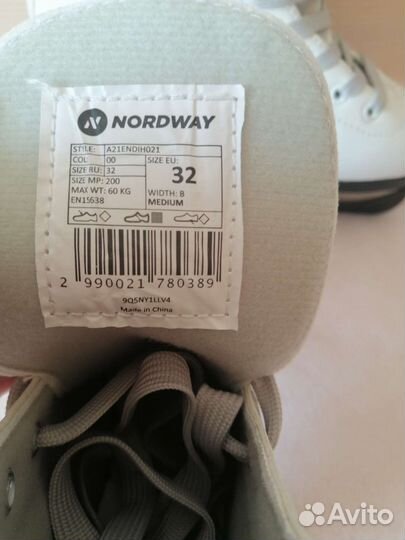 NORDWAY
STYLE: A21ENDIH021
COL: 00
SIZE RU: 32
SIZE MP: 200
MAX WT: 60 KG
EN15638
SIZE EU:
32
WIDTH: B
MEDIUM
2 990021 780389
9Q5NY1LLV4
Made in China
Avito